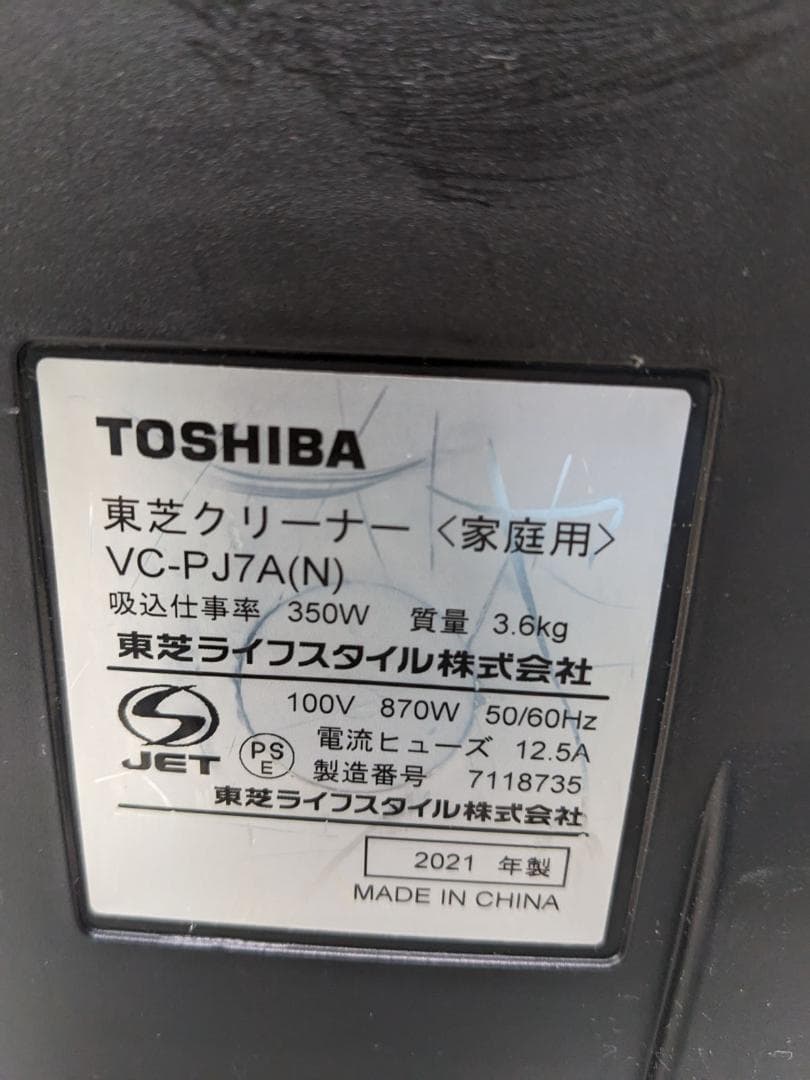 TOSHIBA
東芝クリーナー〈家庭用〉
VC-PJ7A(N)
吸込仕事率 350W 質量 3.6kg
東芝ライフスタイル株式会社
100V 870W 50/60Hz
電流ヒューズ 12.5A
JET PS E 製造番号 7118735
東芝ライフスタイル株式会社
2021 年製
MADE IN CHINA